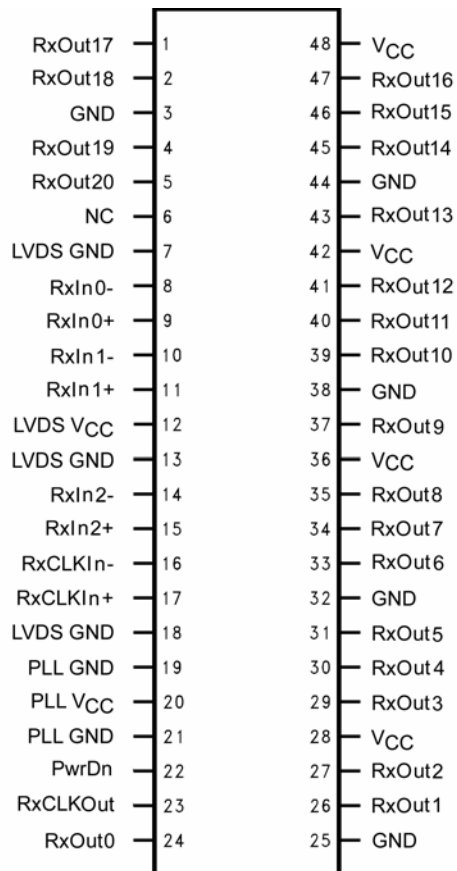 RxOut17 1 48 VCC
RxOut18 2 47 RxOut16
GND 3 46 RxOut15
RxOut19 4 45 RxOut14
RxOut20 5 44 GND
NC 6 43 RxOut13
LVDS GND 7 42 VCC
RxIn0- 8 41 RxOut12
RxIn0+ 9 40 RxOut11
RxIn1- 10 39 RxOut10
RxIn1+ 11 38 GND
LVDS VCC 12 37 RxOut9
LVDS GND 13 36 VCC
RxIn2- 14 35 RxOut8
RxIn2+ 15 34 RxOut7
RxCLKIn- 16 33 RxOut6
RxCLKIn+ 17 32 GND
LVDS GND 18 31 RxOut5
PLL GND 19 30 RxOut4
PLL VCC 20 29 RxOut3
PLL GND 21 28 VCC
PwrDn 22 27 RxOut2
RxCLKOut 23 26 RxOut1
RxOut0 24 25 GND